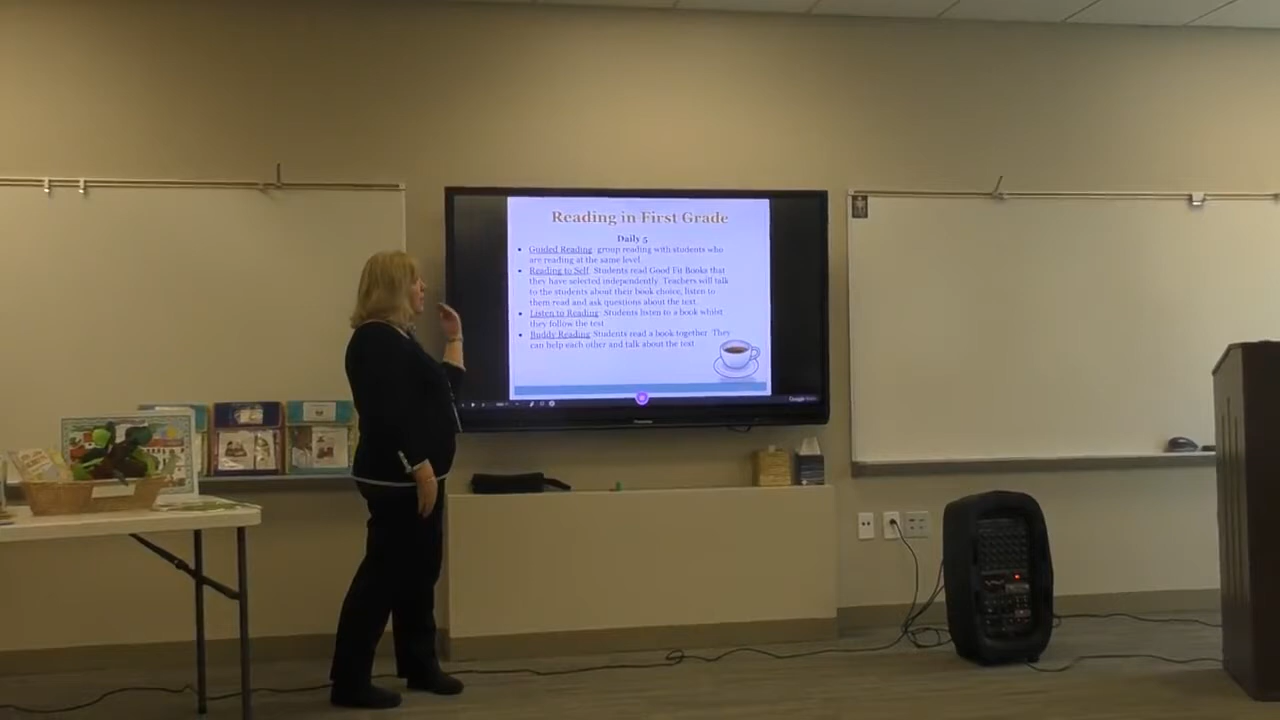 Reading in First Grade
Daily 5
• Guided Reading: group reading with students who
are reading at the same level.
• Reading to Self: Students read Good Fit Books that
they have selected independently. Teachers will talk
to the students about their book choice, listen to
them read and ask questions about the text.
• Listen to Reading: Students listen to a book whilst
they follow the text
• Buddy Reading: Students read a book together. They
can help each other and talk about the text
Google